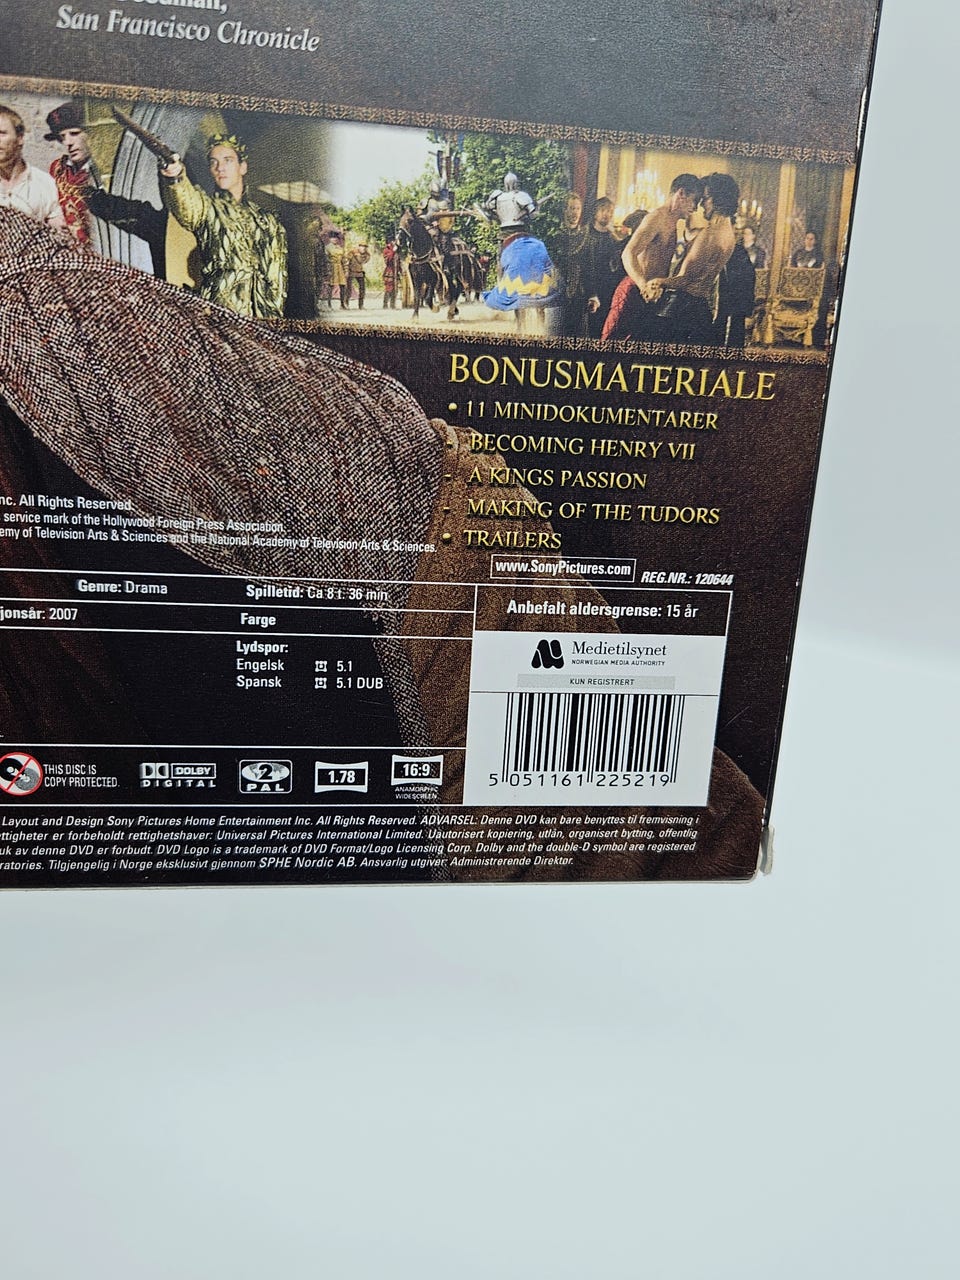 San Francisco Chronicle
BONUSMATERIALE
• 11 MINIDOKUMENTARER
- BECOMING HENRY VII
- A KINGS PASSION
- MAKING OF THE TUDORS
• TRAILERS
nc. All Rights Reserved.
service mark of the Hollywood Foreign Press Association.
emy of Television Arts & Sciences and the National Academy of Television Arts & Sciences.
www.SonyPictures.com
REG.NR.: 120644
Genre: Drama
Spilletid: Ca 8 t. 36 min
Anbefalt aldersgrense: 15 år
jonsår: 2007
Farge
Lydspor:
Engelsk 5.1
Spansk 5.1 DUB
Medietilsynet
NORWEGIAN MEDIA AUTHORITY
KUN REGISTRERT
5 051161 225219
THIS DISC IS
COPY PROTECTED.
DOLBY
DIGITAL
2
PAL
1.78
16:9
ANAMORPHIC
WIDESCREEN
Layout and Design Sony Pictures Home Entertainment Inc. All Rights Reserved. ADVARSEL: Denne DVD kan bare benyttes til fremvisning i
ttigheter er forbeholdt rettighetshaver: Universal Pictures International Limited. Uautorisert kopiering, utlån, organisert bytting, offentlig
uk av denne DVD er forbudt. DVD Logo is a trademark of DVD Format/Logo Licensing Corp. Dolby and the double-D symbol are registered
ratories. Tilgjengelig i Norge eksklusivt gjennom SPHE Nordic AB. Ansvarlig utgiver: Administrerende Direktør.